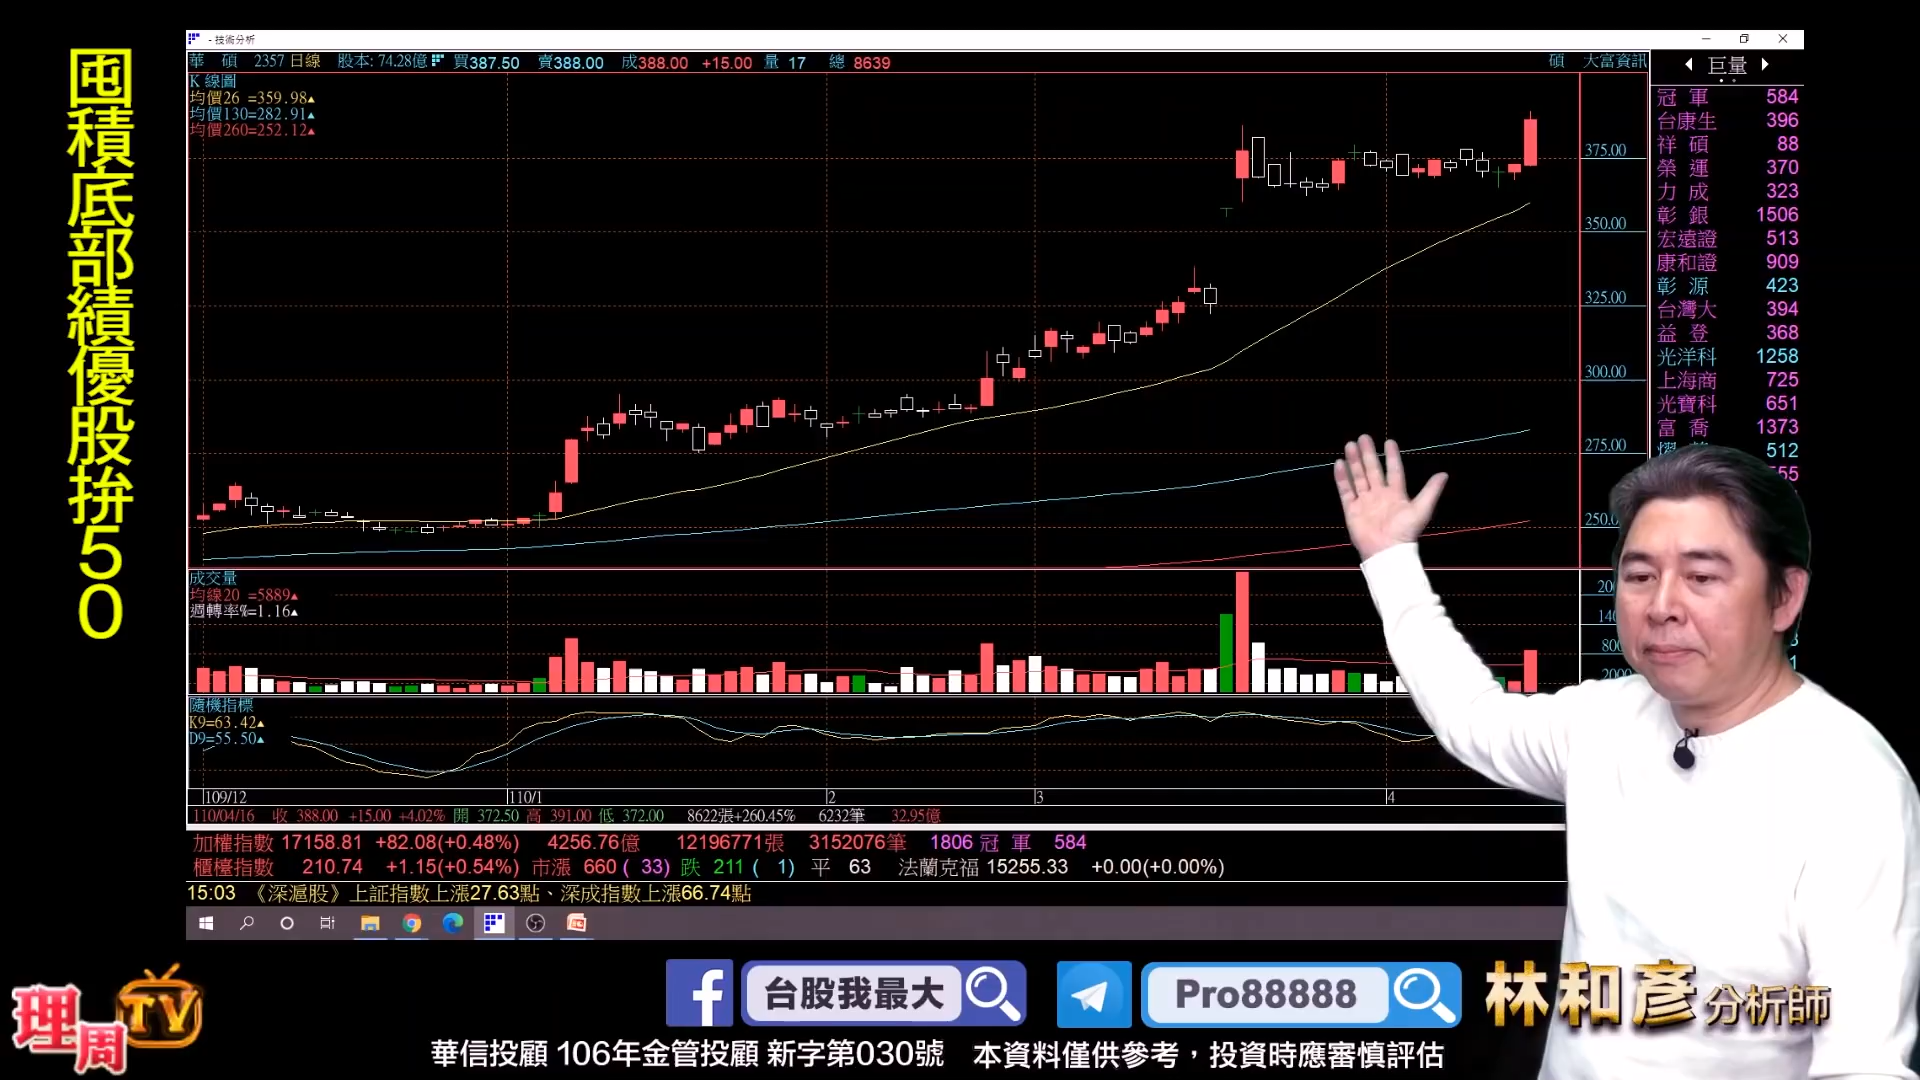 囤積底部績優股拚50
- 技術分析
華 碩 2357 日線 股本: 74.28億 買387.50 賣388.00 成388.00 +15.00 量 17 總 8639 碩 大富資訊
K 線圖
均價26 =359.98▲
均價130=282.91▲
均價260=252.12▲
375.00
350.00
325.00
300.00
275.00
成交量
均線20 =5889▲
週轉率%=1.16▲
隨機指標
K9=63.42▲
D9=55.50▲
109/12 110/1 2 3 4
110/04/16 收 388.00 +15.00 +4.02% 開 372.50 高 391.00 低 372.00 8622張+260.45% 6232筆 32.95億
巨量
冠 軍 584
台康生 396
祥 碩 88
榮 運 370
力 成 323
彰 銀 1506
宏遠證 513
康和證 909
彰 源 423
台灣大 394
益 登 368
光洋科 1258
上海商 725
光寶科 651
富 喬 1373
512
加權指數 17158.81 +82.08(+0.48%) 4256.76億 12196771張 3152076筆 1806 冠 軍 584
櫃檯指數 210.74 +1.15(+0.54%) 市漲 660 ( 33) 跌 211 ( 1) 平 63 法蘭克福 15255.33 +0.00(+0.00%)
15:03 《深滬股》上証指數上漲27.63點、深成指數上漲66.74點
理周TV
台股我最大
Pro88888
林和彥 分析師
華信投顧 106年金管投顧 新字第030號 本資料僅供參考，投資時應審慎評估